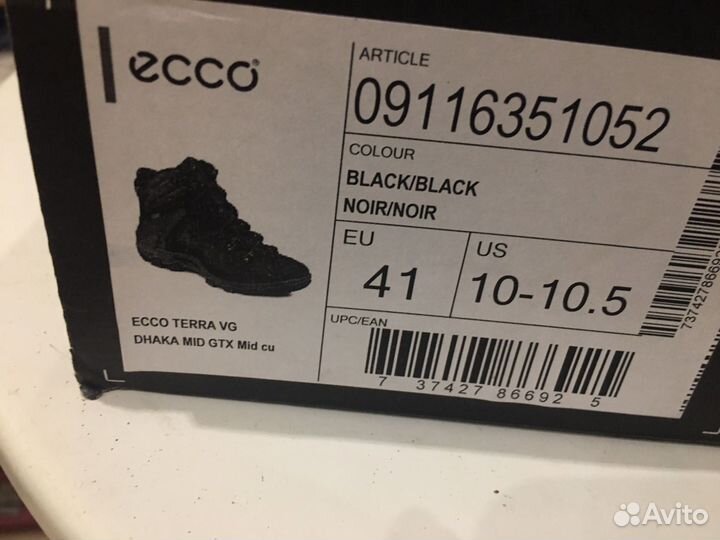 ecco
ARTICLE
09116351052
COLOUR
BLACK/BLACK
NOIR/NOIR
EU
41
US
10-10.5
ECCO TERRA VG
DHAKA MID GTX Mid cu
UPC/EAN
7 37427 86692 5
Avito